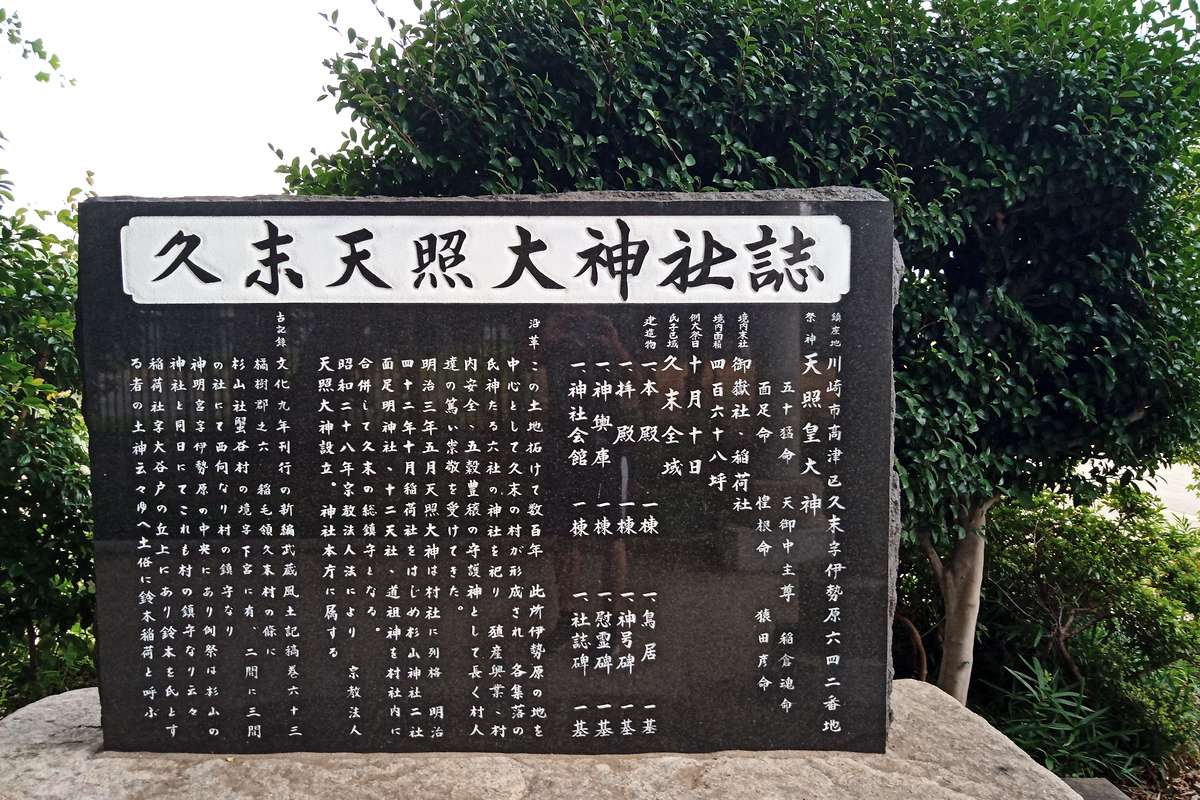 久末天照大神社誌
鎮座地 川崎市高津区久末字伊勢原六四二番地
祭神 天照皇大神
五十猛命 天御中主尊 稲倉魂命
面足命 惶根命 猿田彦命
境内末社 御嶽社、稲荷社
境内面積 四百六十八坪
例大祭日 十月十日
氏子区域 久末全域
建造物 一、本殿 一棟 一、鳥居 一基
一、拝殿 一棟 一、神号碑 一基
一、神輿庫 一棟 一、慰霊碑 一基
一、神社会館 一棟 一、社誌碑 一基
沿革 この土地拓けて数百年 此所伊勢原の地を
中心として久末の村が形成され 各集落の
氏神たる六社の神社を祀り 殖産興業、村
内安全、五穀豊穣の守護神として長く村人
達の篤い崇敬を受けてきた。
明治三年五月天照大神は村社に列格 明治
四十二年十月稲荷社をはじめ杉山神社二社
面足明神社、十二天社、道祖神を村社内に
合併して久末の総鎮守となる。
昭和二十八年宗教法人法により 宗教法人
天照大神設立。神社本庁に属する
古記録 文化九年刊行の新編武蔵風土記稿巻六十三
橘樹郡之六 稲毛領久末村の條に
杉山社蟹谷村の境字下宮に有、二間に三間
の社にて西向なり村の鎮守なり
神明宮字伊勢原の中央にあり例祭は杉山の
神社と同日にてこれも村の鎮守なり云々
稲荷社字大谷戸の丘上にあり鈴木を氏とす
る者の土神云々ゆへ土俗に鈴木稲荷と呼ぶ